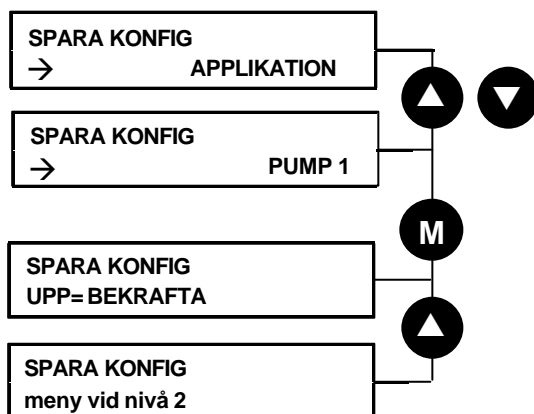 SPARA KONFIG
→ APPLIKATION
SPARA KONFIG
→ PUMP 1
M
SPARA KONFIG
UPP= BEKRAFTA
SPARA KONFIG
meny vid nivå 2